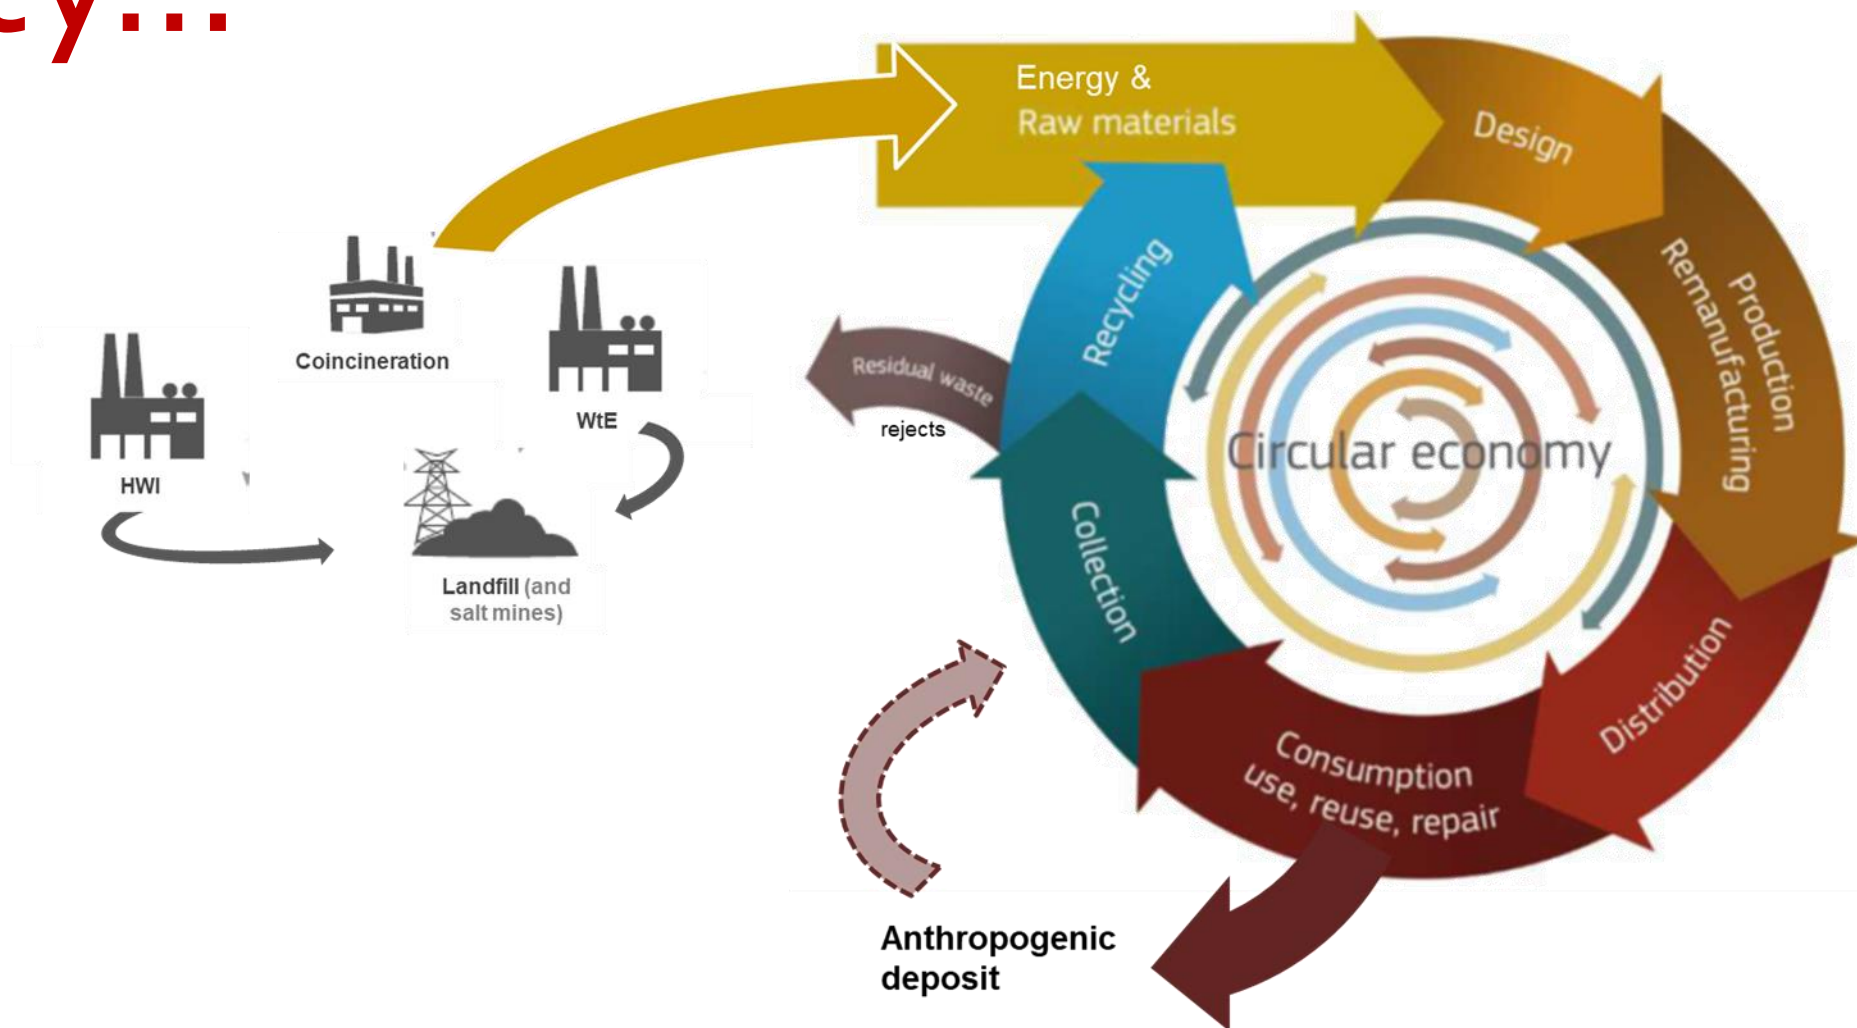 cy...
Energy &
Raw materials
Design
Production
Remanufacturing
Distribution
Consumption
use, reuse, repair
Collection
Recycling
Circular economy
Residual waste
rejects
Coincineration
WtE
HWI
Landfill (and
salt mines)
Anthropogenic
deposit